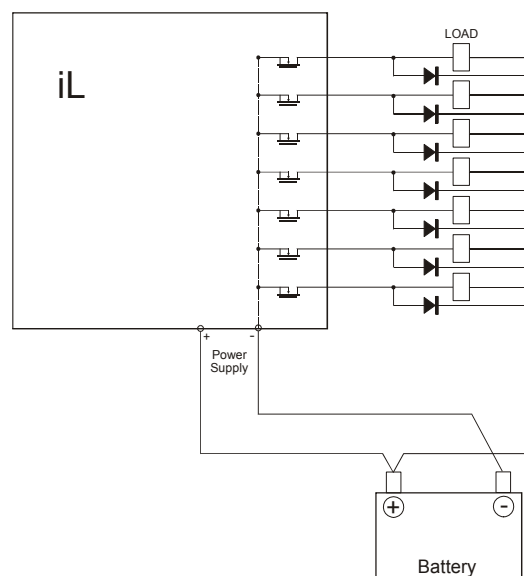 LOAD
iL
+ -
Power
Supply
+ -
Battery